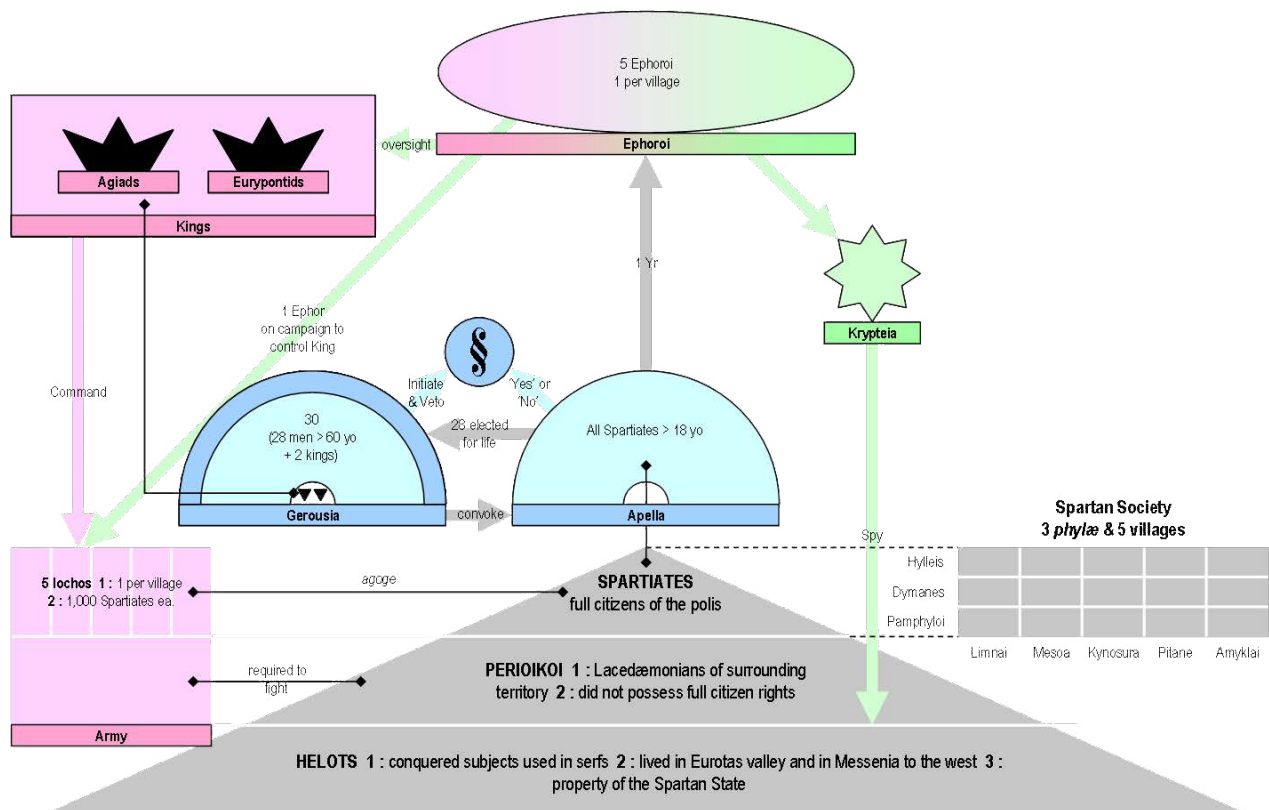 5 Ephoroi
1 per village
Ephoroi
oversight
Agiads
Eurypontids
Kings
1 Yr
1 Ephor
on campaign to
control King
Krypteia
Command
§
Initiate
& Veto
'Yes' or
'No'
30
(28 men > 60 yo
+ 2 kings)
28 elected
for life
All Spartiates > 18 yo
Gerousia
convoke
Apella
Spy
Spartan Society
3 phylæ & 5 villages
Hylleis
Dymanes
Pamphyloi
Limnai
Mesoa
Kynosura
Pitane
Amyklai
5 lochos 1 : 1 per village
2 : 1,000 Spartiates ea.
agoge
SPARTIATES
full citizens of the polis
required to
fight
PERIOIKOI 1 : Lacedæmonians of surrounding
territory 2 : did not possess full citizen rights
Army
HELOTS 1 : conquered subjects used in serfs 2 : lived in Eurotas valley and in Messenia to the west 3 :
property of the Spartan State